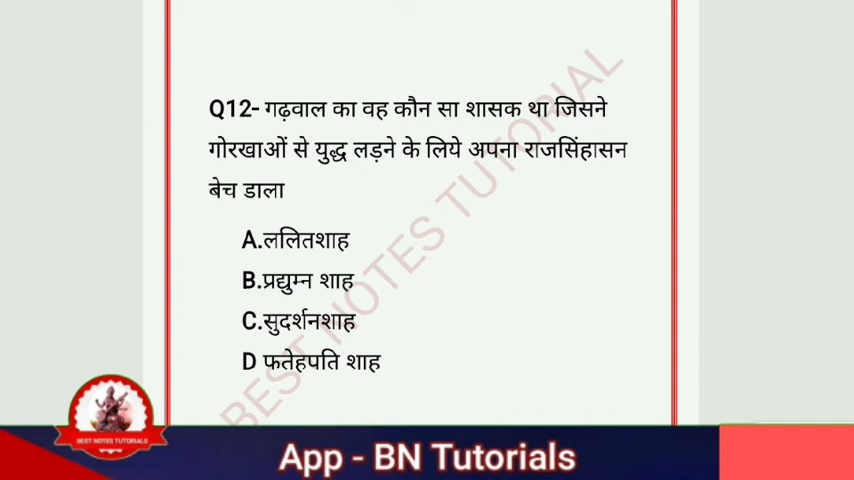 Q12- गढ़वाल का वह कौन सा शासक था जिसने
गोरखाओं से युद्ध लड़ने के लिये अपना राजसिंहासन
बेच डाला
A.ललितशाह
B.प्रद्युम्न शाह
C.सुदर्शनशाह
D फतेहपति शाह
BEST NOTES TUTORIAL
BEST NOTES TUTORIALS
App - BN Tutorials